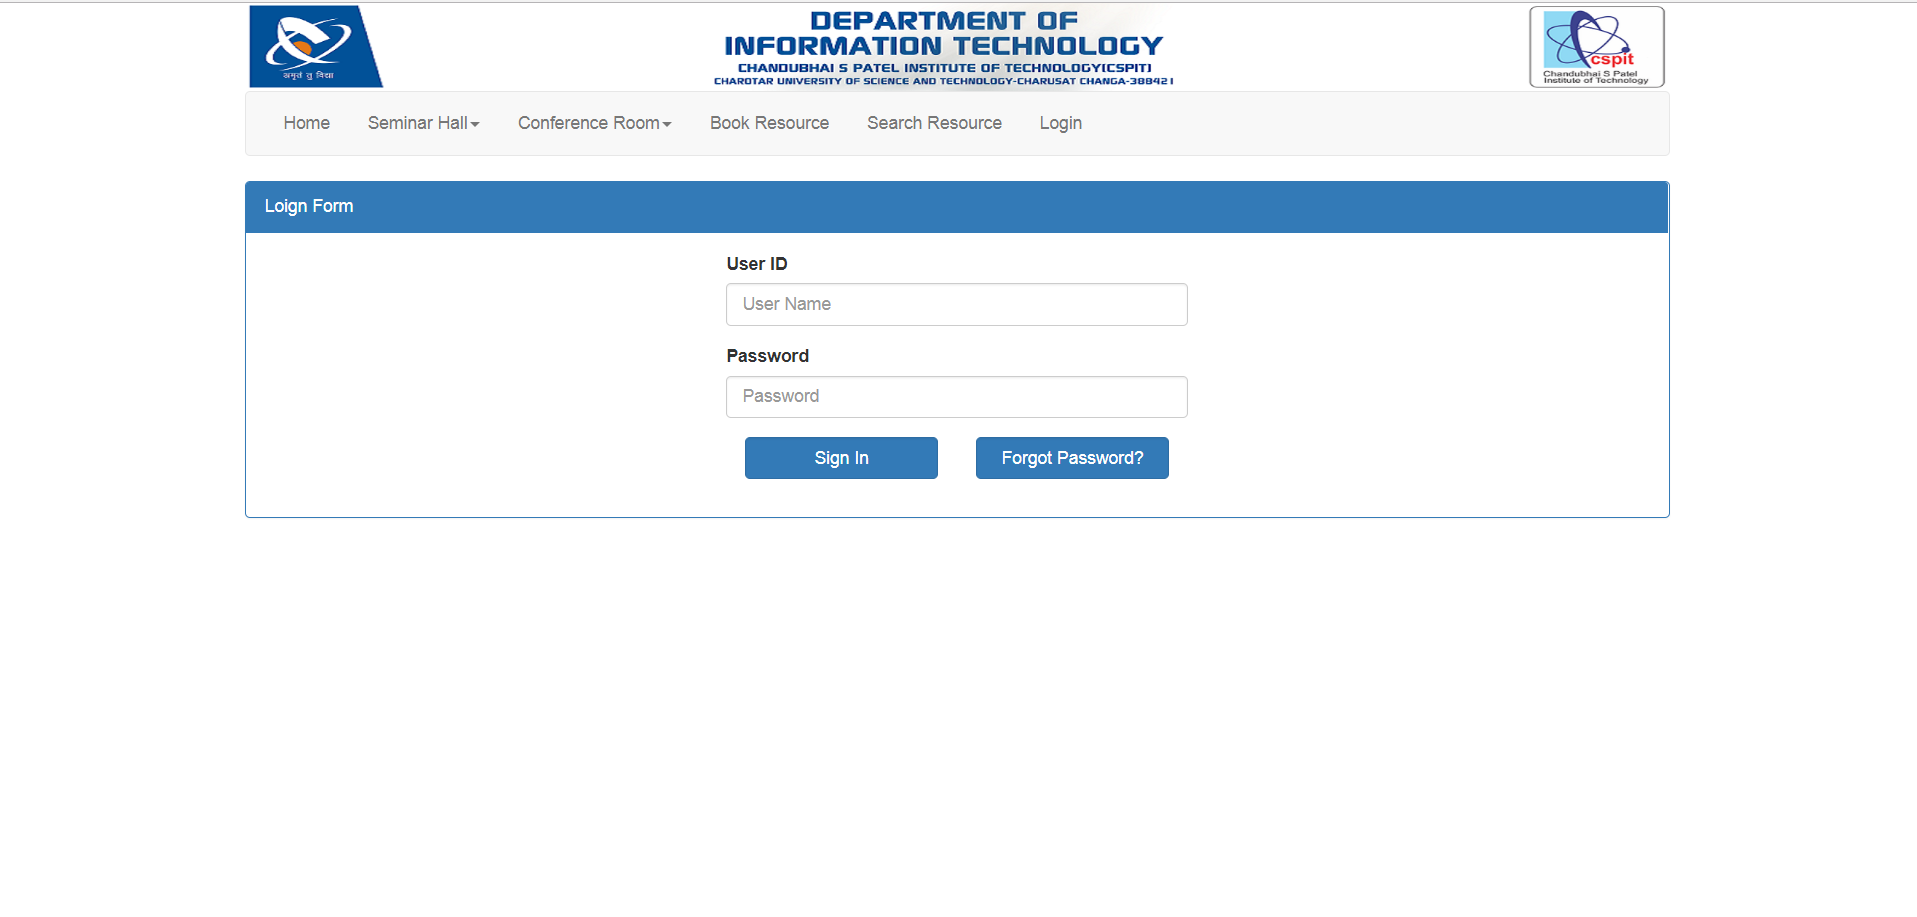 अमृतं तु विद्या
DEPARTMENT OF
INFORMATION TECHNOLOGY
CHANDUBHAI S PATEL INSTITUTE OF TECHNOLOGY(CSPIT)
CHAROTAR UNIVERSITY OF SCIENCE AND TECHNOLOGY-CHARUSAT CHANGA-388421
cspit
Chandubhai S Patel
Institute of Technology
Home Seminar Hall Conference Room Book Resource Search Resource Login
Loign Form
User ID
User Name
Password
Password
Sign In Forgot Password?